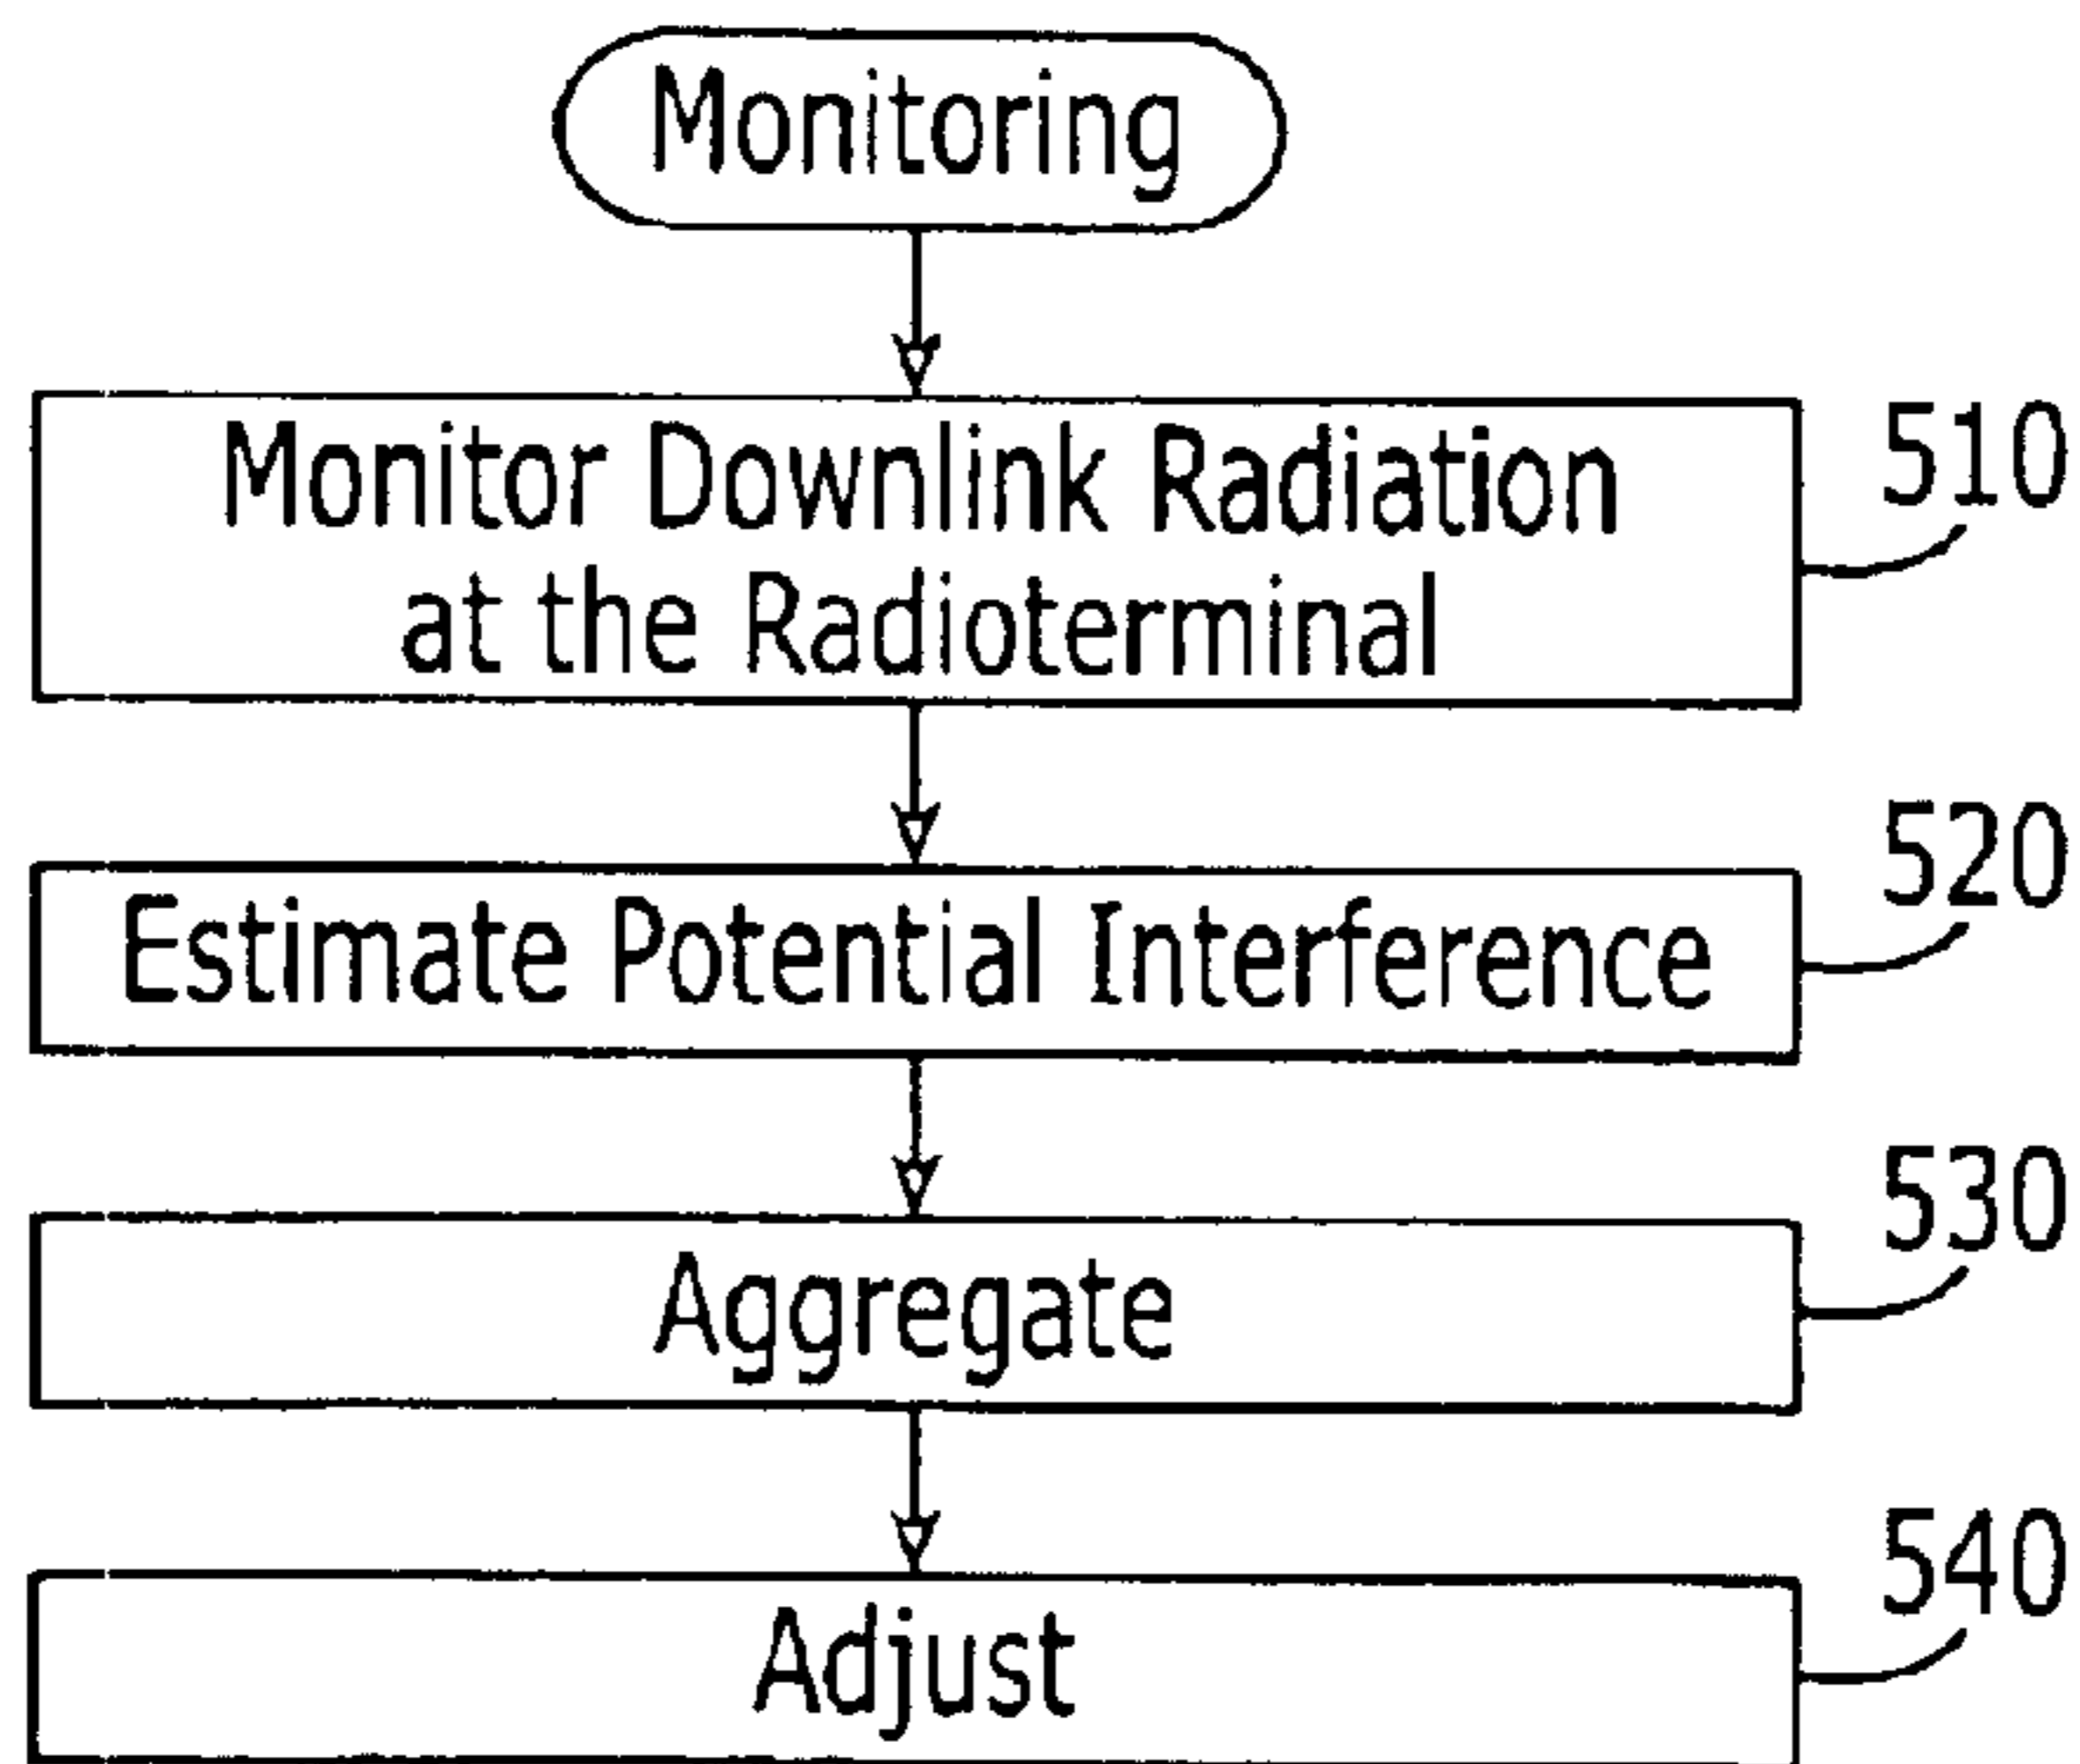 Monitoring
Monitor Downlink Radiation
at the Radioterminal
510
Estimate Potential Interference
520
Aggregate
530
Adjust
540